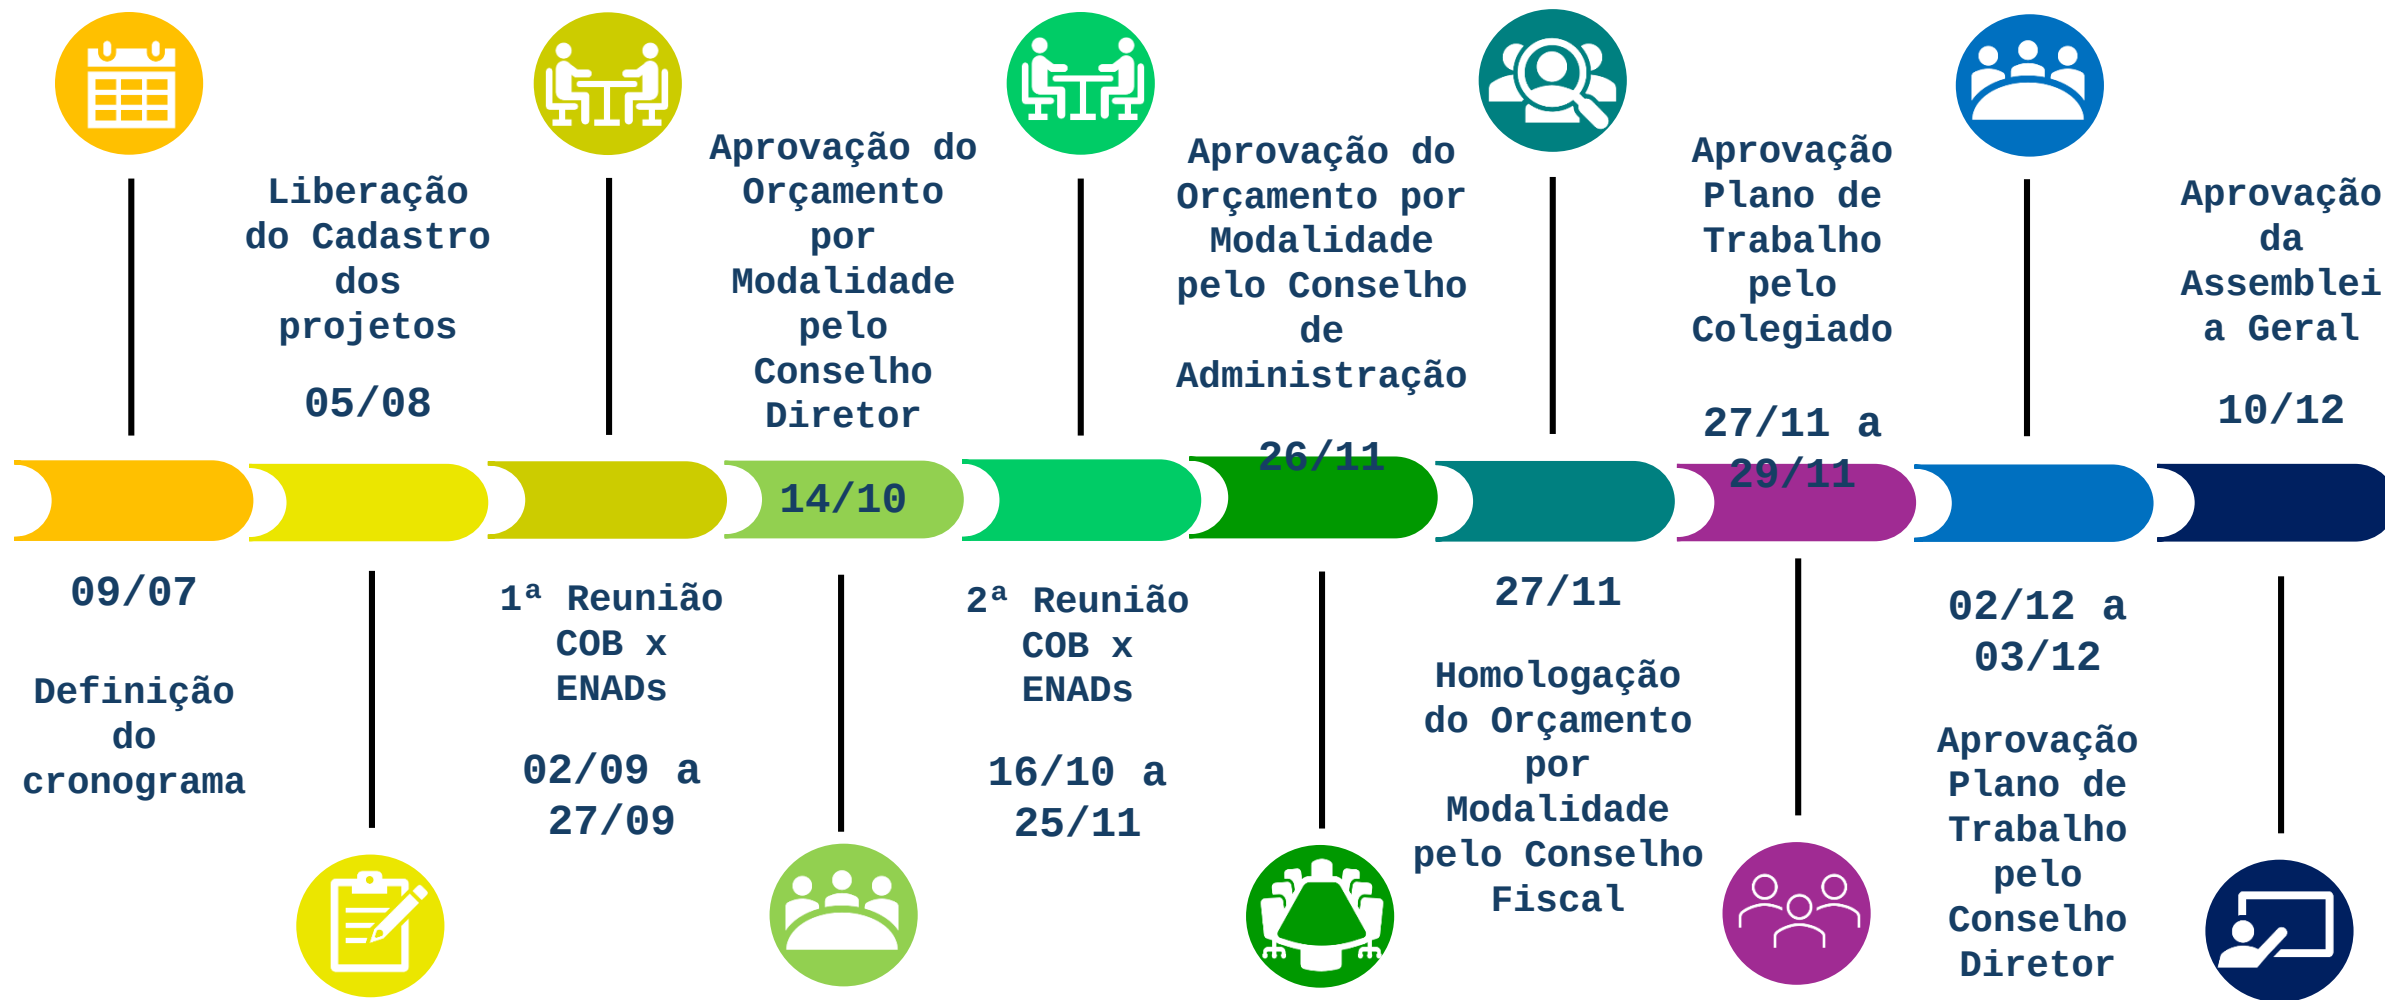 09/07
Definição
do
cronograma
Liberação
do Cadastro
dos
projetos
05/08
1ª Reunião
COB x
ENADs
02/09 a
27/09
Aprovação do
Orçamento
por
Modalidade
pelo
Conselho
Diretor
14/10
2ª Reunião
COB x
ENADs
16/10 a
25/11
Aprovação do
Orçamento por
Modalidade
pelo Conselho
de
Administração
26/11
27/11
Homologação
do Orçamento
por
Modalidade
pelo Conselho
Fiscal
Aprovação
Plano de
Trabalho
pelo
Colegiado
27/11 a
29/11
02/12 a
03/12
Aprovação
Plano de
Trabalho
pelo
Conselho
Diretor
Aprovação
da
Assemblei
a Geral
10/12